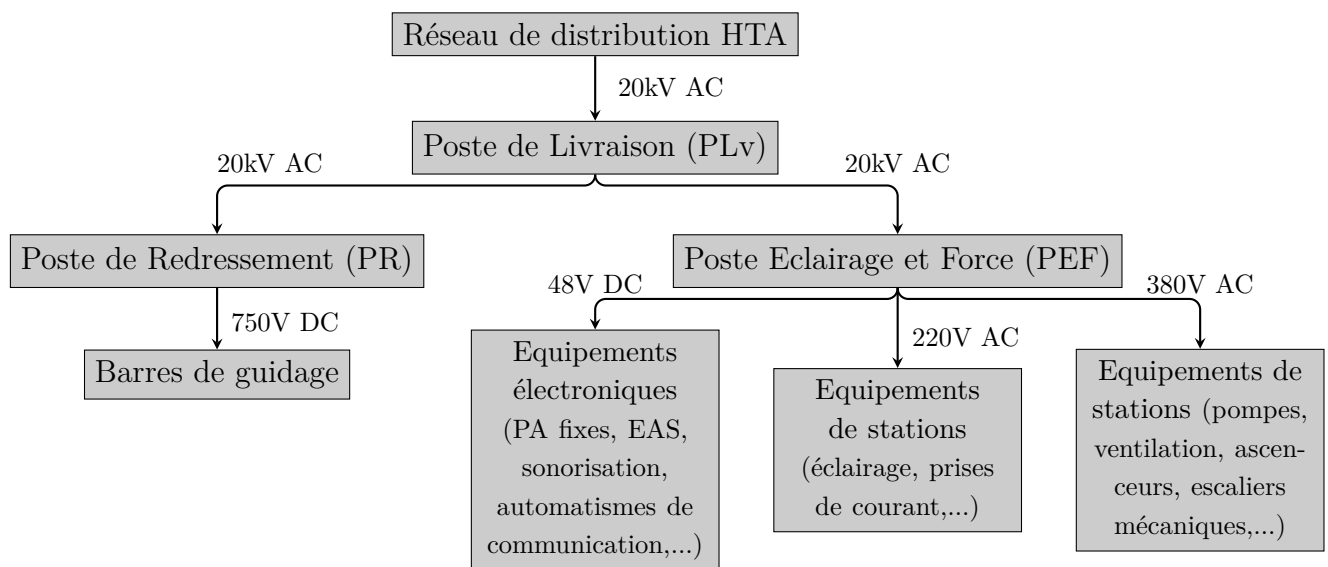 Réseau de distribution HTA
20kV AC
Poste de Livraison (PLv)
20kV AC
20kV AC
Poste de Redressement (PR)
Poste Eclairage et Force (PEF)
750V DC
Barres de guidage
48V DC
220V AC
380V AC
Equipements
électroniques
(PA fixes, EAS,
sonorisation,
automatismes de
communication,...)
Equipements
de stations
(éclairage, prises
de courant,...)
Equipements de
stations (pompes,
ventilation, ascen-
ceurs, escaliers
mécaniques,...)